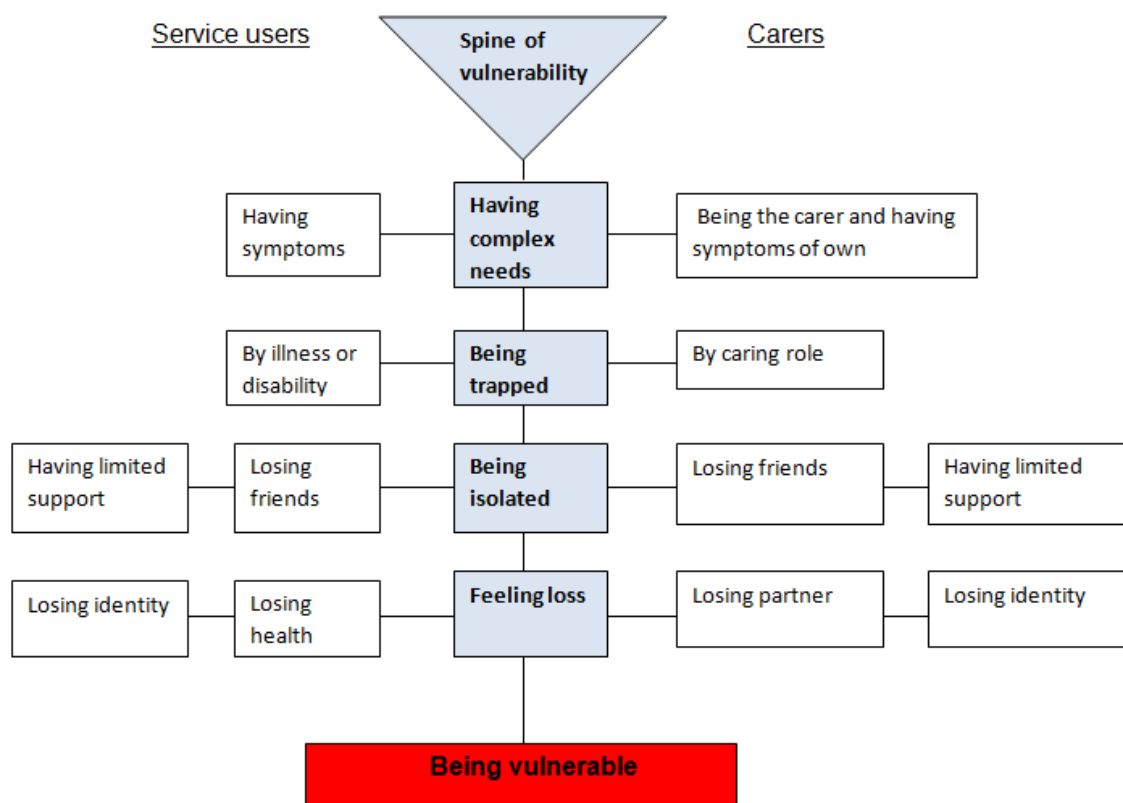 Service users
Spine of
vulnerability
Carers
Having
symptoms
Having
complex
needs
Being the carer and having
symptoms of own
By illness or
disability
Being
trapped
By caring role
Having limited
support
Losing
friends
Being
isolated
Losing friends
Having limited
support
Losing identity
Losing
health
Feeling loss
Losing partner
Losing identity
Being vulnerable